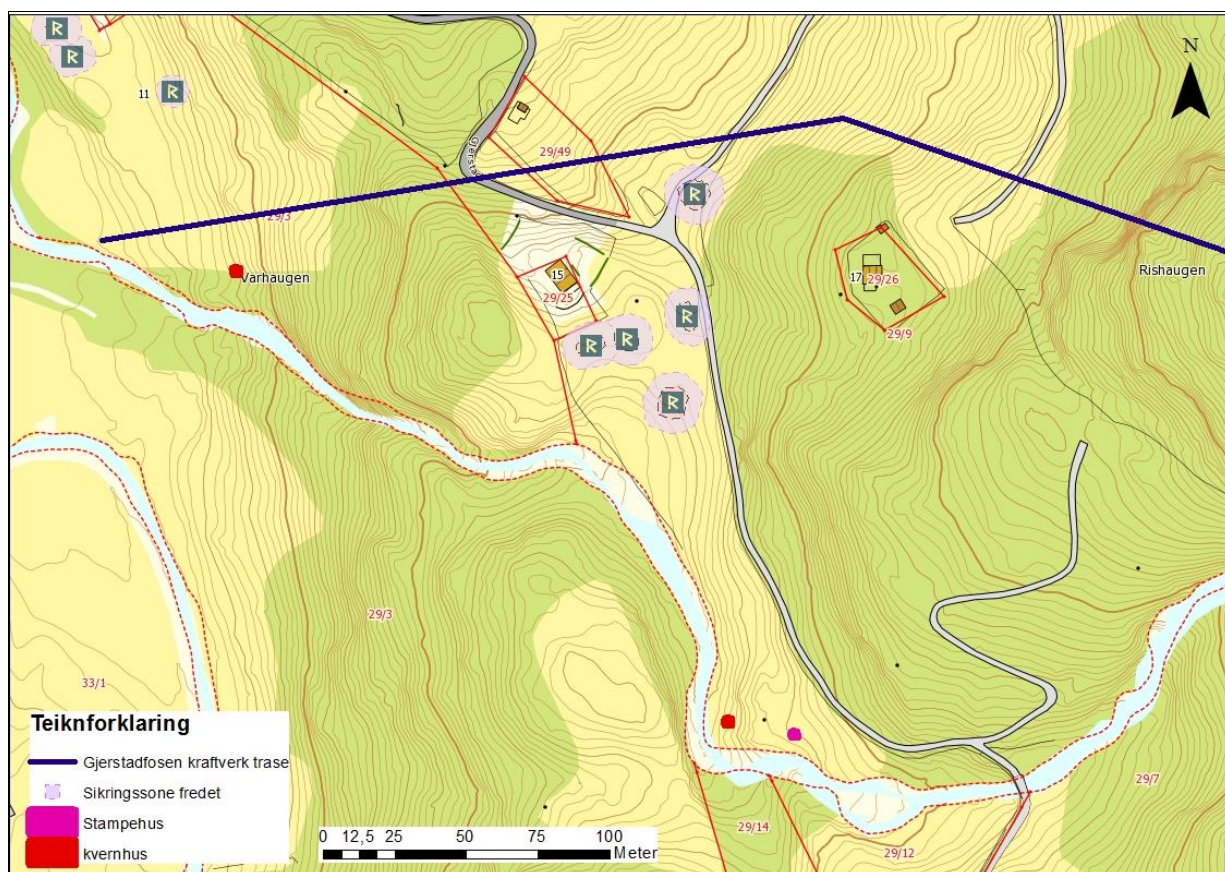 N
11
Gjersta
29/49
29/3
Varhaugen
15
29/25
17
29/26
29/9
Rishaugen
29/3
33/1
29/7
29/14
29/12
Teiknforklaring
Gjerstadfosen kraftverk trase
Sikringssone fredet
Stampehus
kvernhus
0 12,5 25 50 75 100
Meter
R
R
R
R
R
R
R
R